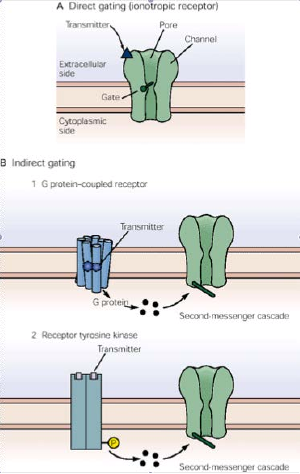 A Direct gating (ionotropic receptor)
Transmitter
Pore
Channel
Extracellular
side
Gate
Cytoplasmic
side
B Indirect gating
1 G protein–coupled receptor
Transmitter
G protein
Second-messenger cascade
2 Receptor tyrosine kinase
Transmitter
P
Second-messenger cascade